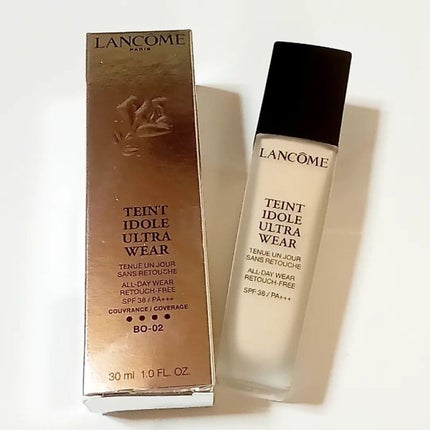 LANCÔME
PARIS
TEINT
IDOLE
ULTRA
WEAR
TENUE UN JOUR
SANS RETOUCHE
ALL-DAY WEAR
RETOUCH-FREE
SPF 38 / PA+++
COUVRANCE / COVERAGE
BO-02
30 ml 1.0 FL. OZ.
LANCÔME
TEINT
IDOLE
ULTRA
WEAR
TENUE UN JOUR
SANS RETOUCHE
ALL-DAY WEAR
RETOUCH-FREE
SPF 38 / PA+++